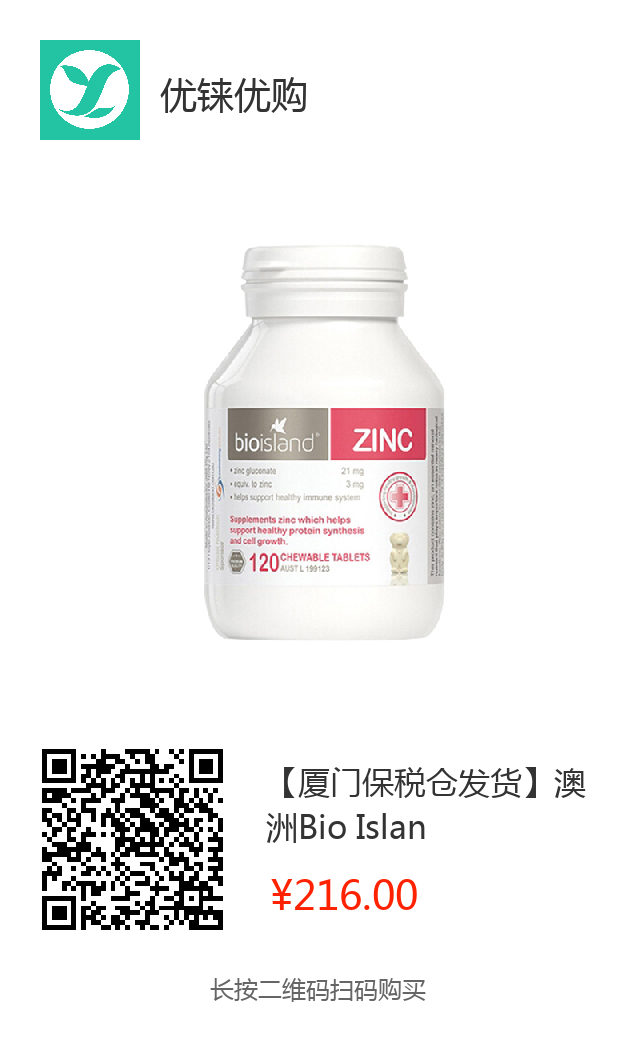 优铼优购
bioisland®
ZINC
• zinc gluconate 21 mg
• equiv. to zinc 3 mg
• helps support healthy immune system
Supplements zinc which helps
support healthy protein synthesis
and cell growth.
120 CHEWABLE TABLETS
AUST L 199123
【厦门保税仓发货】澳
洲Bio Islan
¥216.00
长按二维码扫码购买